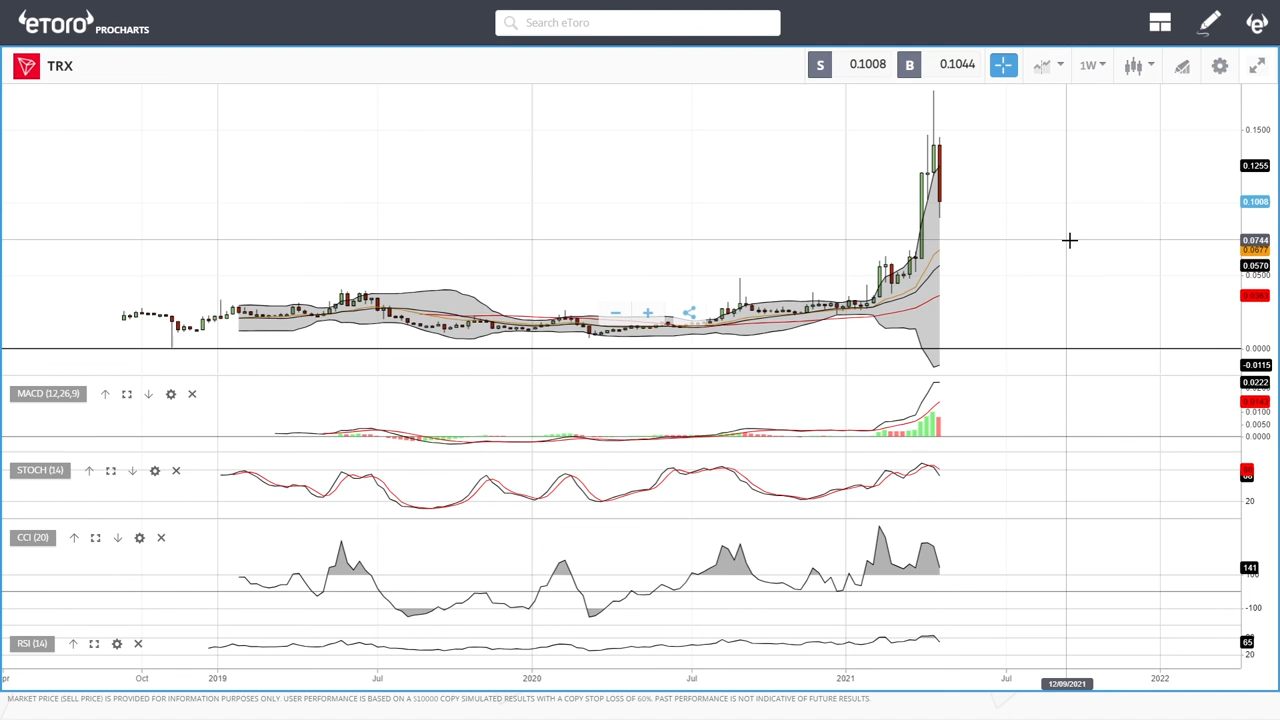 eToro PROCHARTS
Search eToro
TRX
S 0.1008 B 0.1044
1W
0.1500
0.1255
0.1008
0.0744
0.0570
0.0500
0.0000
-0.0115
MACD (12,26,9)
0.0222
0.0100
0.0050
0.0000
STOCH (14)
20
CCI (20)
141
100
-100
RSI (14)
65
20
Oct 2019 Jul 2020 Jul 2021 Jul 2022
12/09/2021
MARKET PRICE (SELL PRICE) IS PROVIDED FOR INFORMATION PURPOSES ONLY. USER PERFORMANCE IS BASED ON A $10000 COPY SIMULATED RESULTS WITH A COPY STOP LOSS OF 60%. PAST PERFORMANCE IS NOT INDICATIVE OF FUTURE RESULTS.